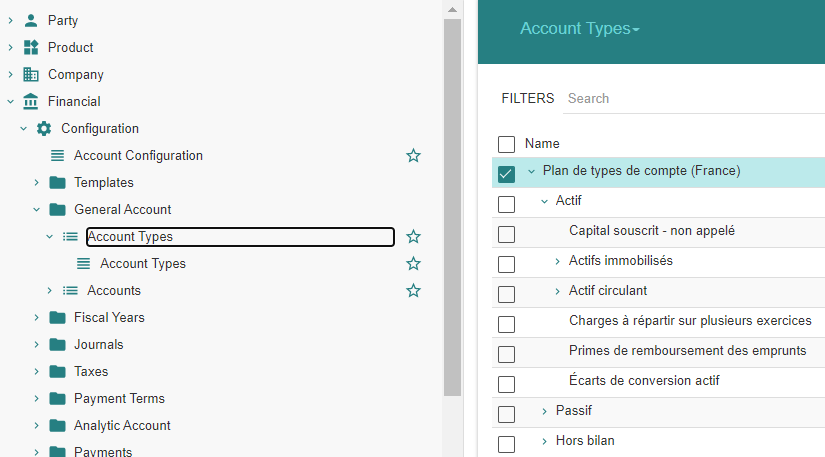 Party
Product
Company
Financial
Configuration
Account Configuration
Templates
General Account
Account Types
Account Types
Accounts
Fiscal Years
Journals
Taxes
Payment Terms
Analytic Account
Payments
Account Types
FILTERS Search
Name
Plan de types de compte (France)
Actif
Capital souscrit - non appelé
Actifs immobilisés
Actif circulant
Charges à répartir sur plusieurs exercices
Primes de remboursement des emprunts
Écarts de conversion actif
Passif
Hors bilan